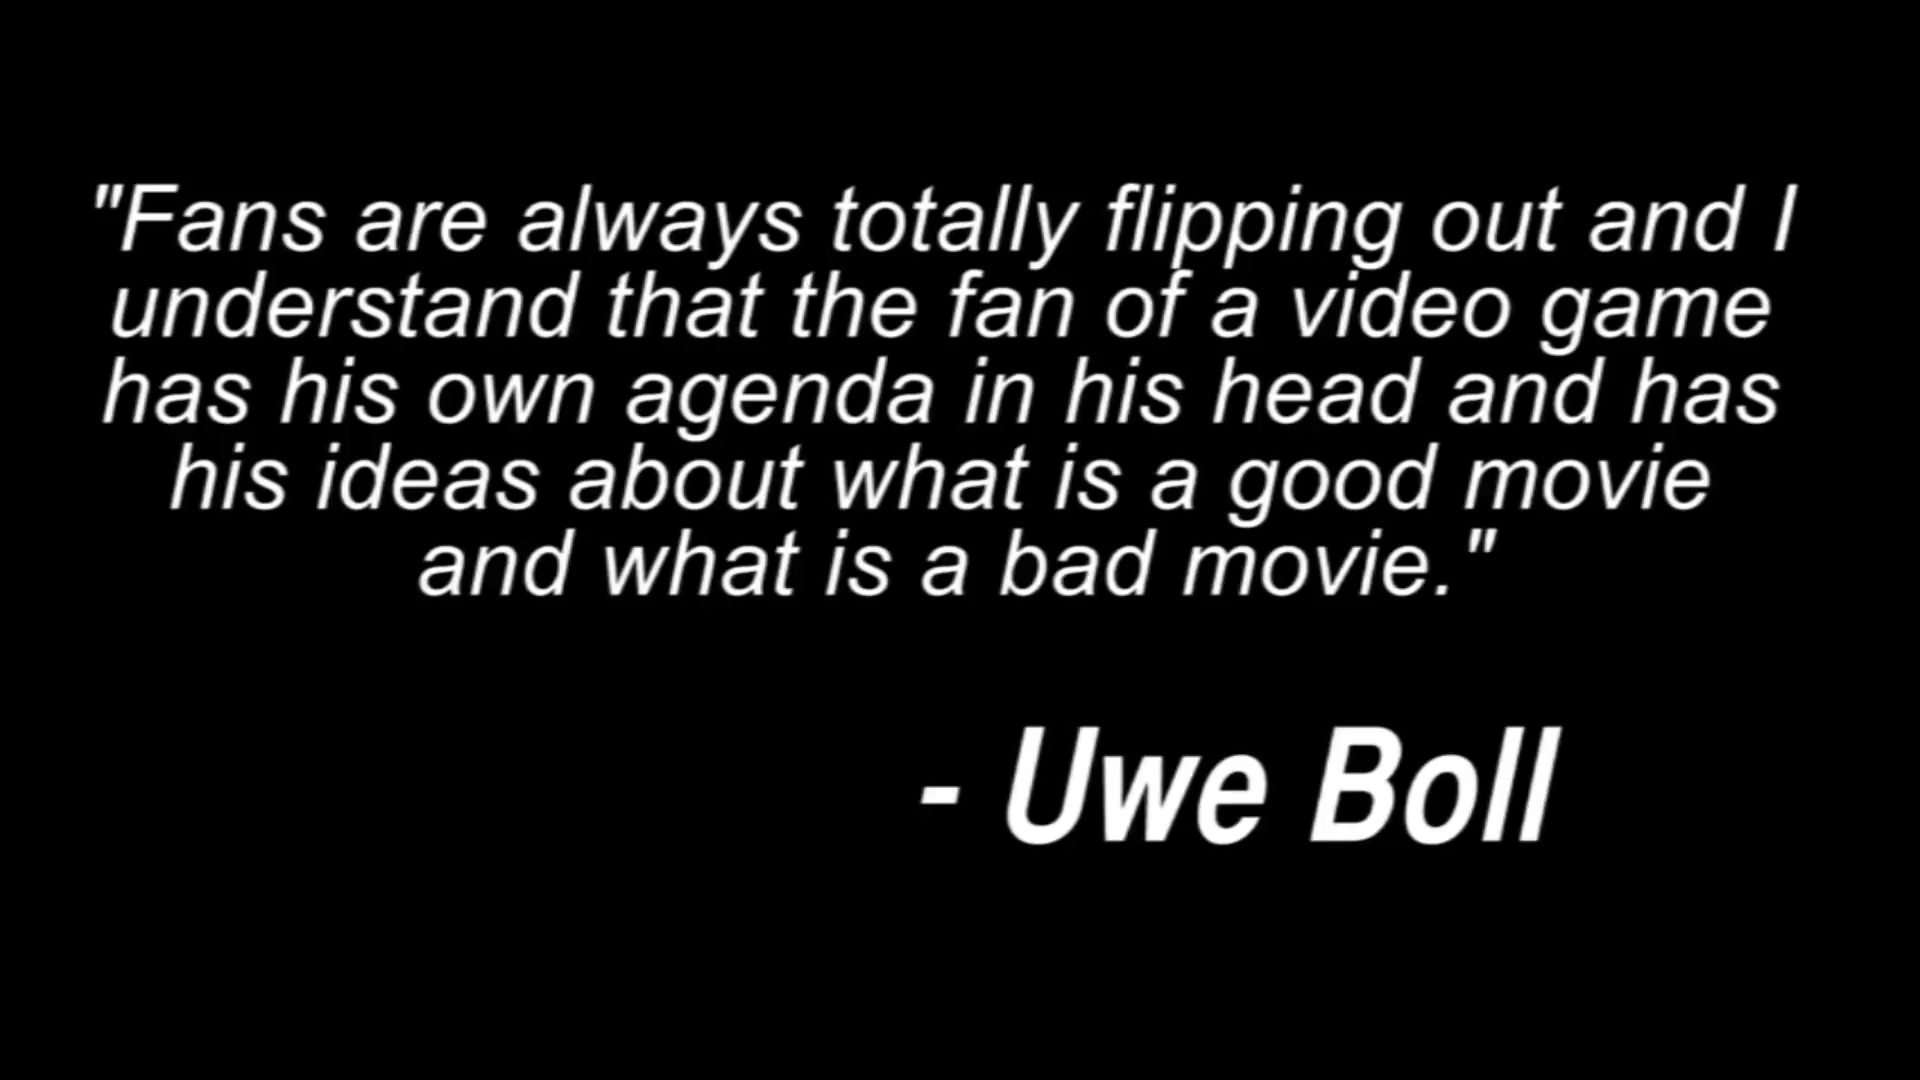 "Fans are always totally flipping out and I
understand that the fan of a video game
has his own agenda in his head and has
his ideas about what is a good movie
and what is a bad movie."
- Uwe Boll